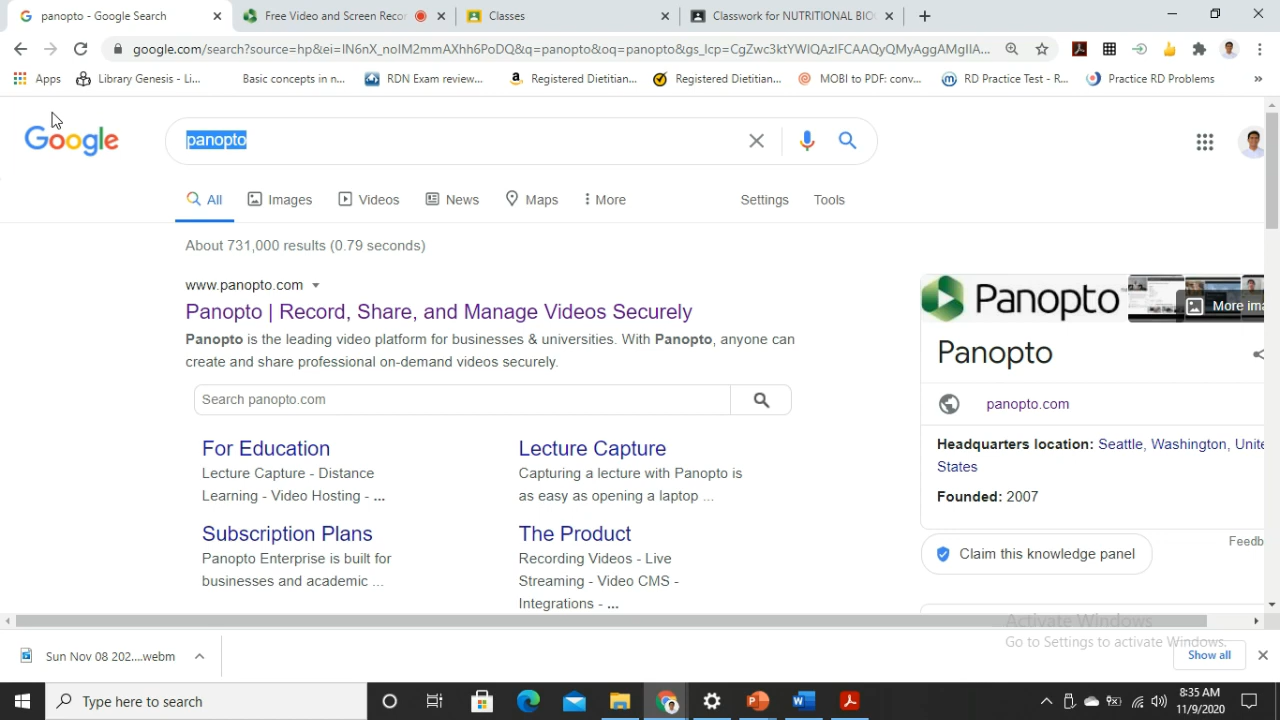 panopto - Google Search
Free Video and Screen Recor
Classes
Classwork for NUTRITIONAL BIO
google.com/search?source=hp&ei=IN6nX_noIM2mmAXhh6PoDQ&q=panopto&oq=panopto&gs_lcp=CgZwc3ktYWIQAzIFCAAQyQMyAggAMgIIA...
Apps
Library Genesis - Li...
Basic concepts in n...
RDN Exam review...
Registered Dietitian...
Registered Dietitian...
MOBI to PDF: conv...
RD Practice Test - R...
Practice RD Problems
»
Google
panopto
All
Images
Videos
News
Maps
More
Settings
Tools
About 731,000 results (0.79 seconds)
www.panopto.com
Panopto | Record, Share, and Manage Videos Securely
Panopto is the leading video platform for businesses & universities. With Panopto, anyone can
create and share professional on-demand videos securely.
Search panopto.com
For Education
Lecture Capture - Distance
Learning - Video Hosting - ...
Lecture Capture
Capturing a lecture with Panopto is
as easy as opening a laptop ...
Subscription Plans
Panopto Enterprise is built for
businesses and academic ...
The Product
Recording Videos - Live
Streaming - Video CMS -
Integrations - ...
Panopto
More ima
Panopto
panopto.com
Headquarters location: Seattle, Washington, Unite
States
Founded: 2007
Feedb
Claim this knowledge panel
Activate Windows
Go to Settings to activate Windows.
Sun Nov 08 202....webm
Show all
Type here to search
8:35 AM
11/9/2020